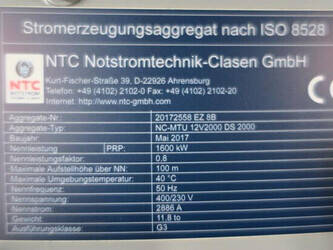 Stromerzeugungsaggregat nach ISO 8528
NTC
NOTSTROM
NTC Notstromtechnik-Clasen GmbH
Kurt-Fischer-Straße 39, D-22926 Ahrensburg
Telefon: +49 (4102) 2102-0 Fax: +49 (4102) 2102-20
Internet: http://www.ntc-gmbh.com
Aggregate-Nr.: 20172558 EZ 8B
Aggregate-Typ: NC-MTU 12V2000 DS 2000
Baujahr: Mai 2017
Nennleistung PRP: 1600 kW
Nennleistungsfaktor: 0.8
Maximale Aufstellhöhe über NN: 100 m
Maximale Umgebungstemperatur: 40 °C
Nennfrequenz: 50 Hz
Nennspannung: 400/230 V
Nennstrom: 2886 A
Gewicht: 11.8 to
Ausführungsklasse: G3